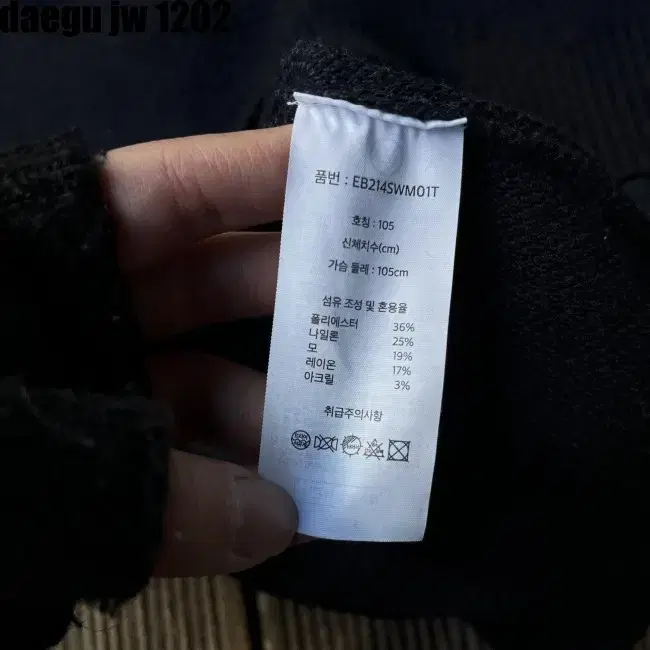 daegu jw 1202
품번 : EB214SWM01T
호칭 : 105
신체치수(cm)
가슴 둘레 : 105cm
섬유 조성 및 혼용율
폴리에스터 36%
나일론 25%
모 19%
레이온 17%
아크릴 3%
취급주의사항